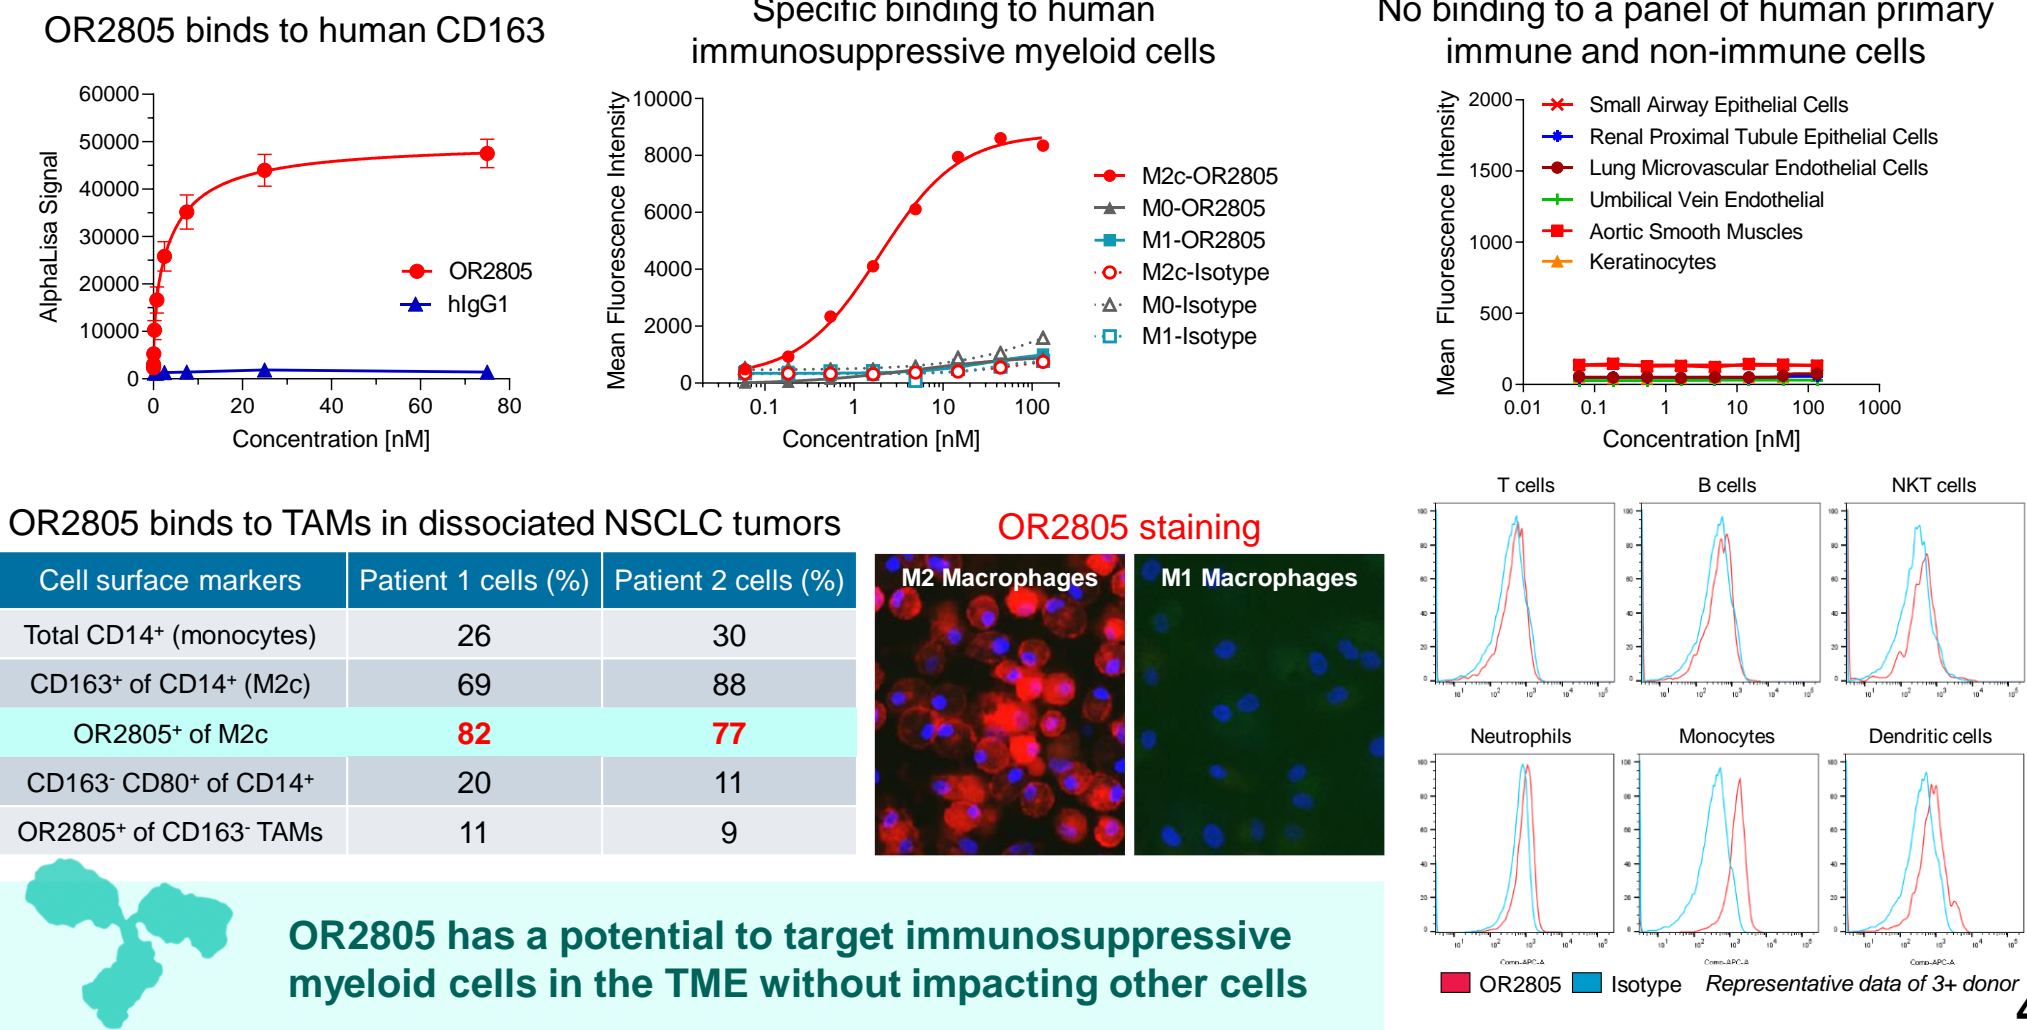 OR2805 binds to human CD163
60000
50000
40000
30000
20000
10000
0
AlphaLisa Signal
OR2805
hIgG1
0 20 40 60 80
Concentration [nM]
Specific binding to human
immunosuppressive myeloid cells
10000
8000
6000
4000
2000
0
Mean Fluorescence Intensity
M2c-OR2805
M0-OR2805
M1-OR2805
M2c-Isotype
M0-Isotype
M1-Isotype
0.1 1 10 100
Concentration [nM]
No binding to a panel of human primary
immune and non-immune cells
2000
1500
1000
500
0
Mean Fluorescence Intensity
Small Airway Epithelial Cells
Renal Proximal Tubule Epithelial Cells
Lung Microvascular Endothelial Cells
Umbilical Vein Endothelial
Aortic Smooth Muscles
Keratinocytes
0.01 0.1 1 10 100 1000
Concentration [nM]
OR2805 binds to TAMs in dissociated NSCLC tumors
Cell surface markers Patient 1 cells (%) Patient 2 cells (%)
Total CD14⁺ (monocytes) 26 30
CD163⁺ of CD14⁺ (M2c) 69 88
OR2805⁺ of M2c 82 77
CD163⁻ CD80⁺ of CD14⁺ 20 11
OR2805⁺ of CD163⁻ TAMs 11 9
OR2805 staining
M2 Macrophages
M1 Macrophages
T cells B cells NKT cells
Neutrophils Monocytes Dendritic cells
Comp-APC-A Comp-APC-A Comp-APC-A
OR2805 Isotype Representative data of 3+ donor
OR2805 has a potential to target immunosuppressive
myeloid cells in the TME without impacting other cells